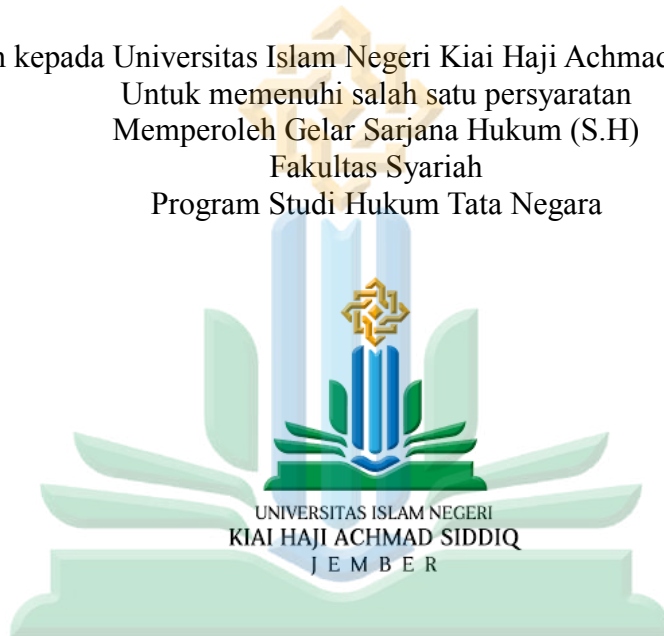 kepada Universitas Islam Negeri Kiai Haji Achmad
Untuk memenuhi salah satu persyaratan
Memperoleh Gelar Sarjana Hukum (S.H)
Fakultas Syariah
Program Studi Hukum Tata Negara
UNIVERSITAS ISLAM NEGERI
KIAI HAJI ACHMAD SIDDIQ
JEMBER